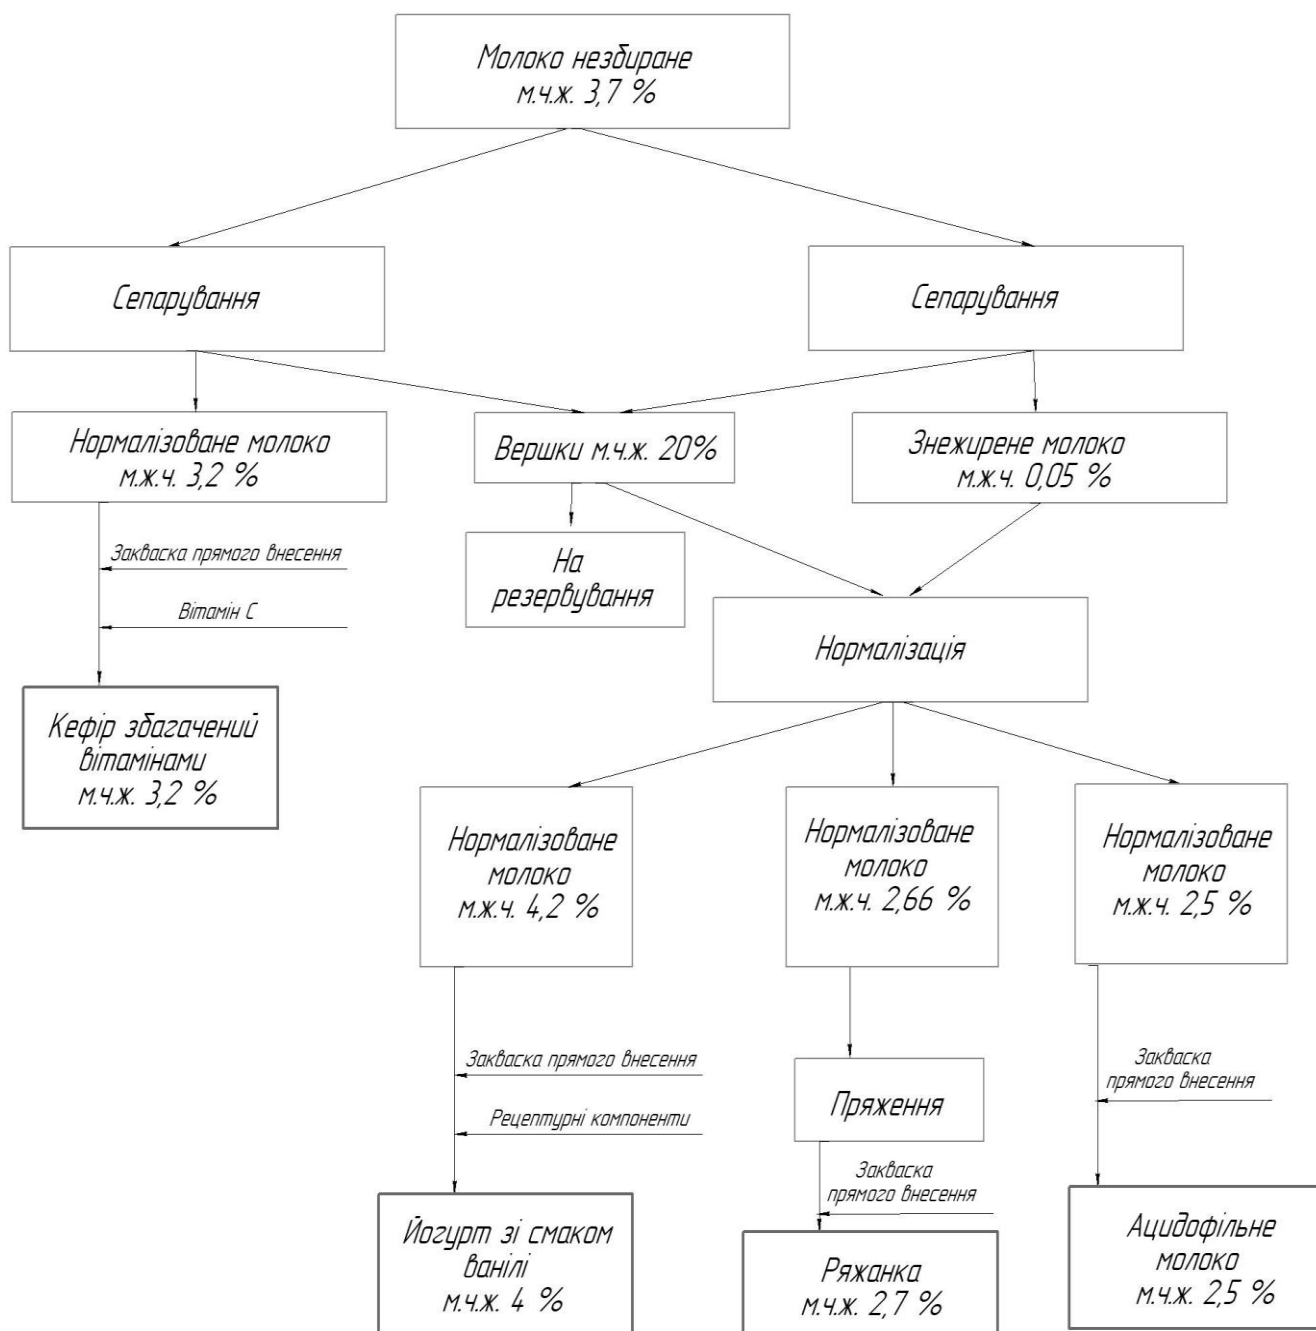 Молоко незбиране
м.ч.ж. 3,7 %
Сепарування
Сепарування
Нормалізоване молоко
м.ж.ч. 3,2 %
Вершки м.ч.ж. 20%
Знежирене молоко
м.ж.ч. 0,05 %
Закваска прямого внесення
Вітамін С
На
резервування
Нормалізація
Кефір збагачений
вітамінами
м.ч.ж. 3,2 %
Нормалізоване
молоко
м.ж.ч. 4,2 %
Нормалізоване
молоко
м.ж.ч. 2,66 %
Нормалізоване
молоко
м.ж.ч. 2,5 %
Закваска прямого внесення
Рецептурні компоненти
Пряження
Закваска
прямого внесення
Закваска
прямого внесення
Йогурт зі смаком
ванілі
м.ч.ж. 4 %
Ряжанка
м.ч.ж. 2,7 %
Ацидофільне
молоко
м.ч.ж. 2,5 %